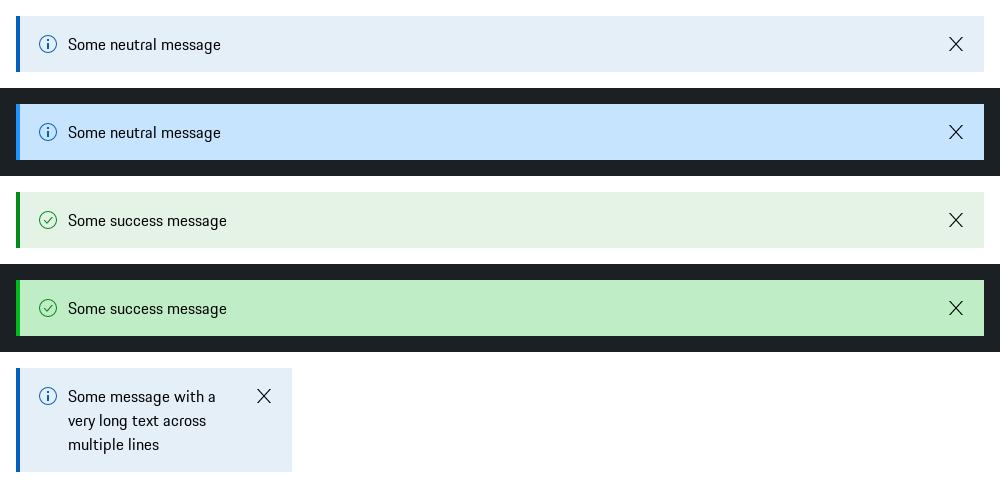 Some neutral message
Some neutral message
Some success message
Some success message
Some message with a
very long text across
multiple lines